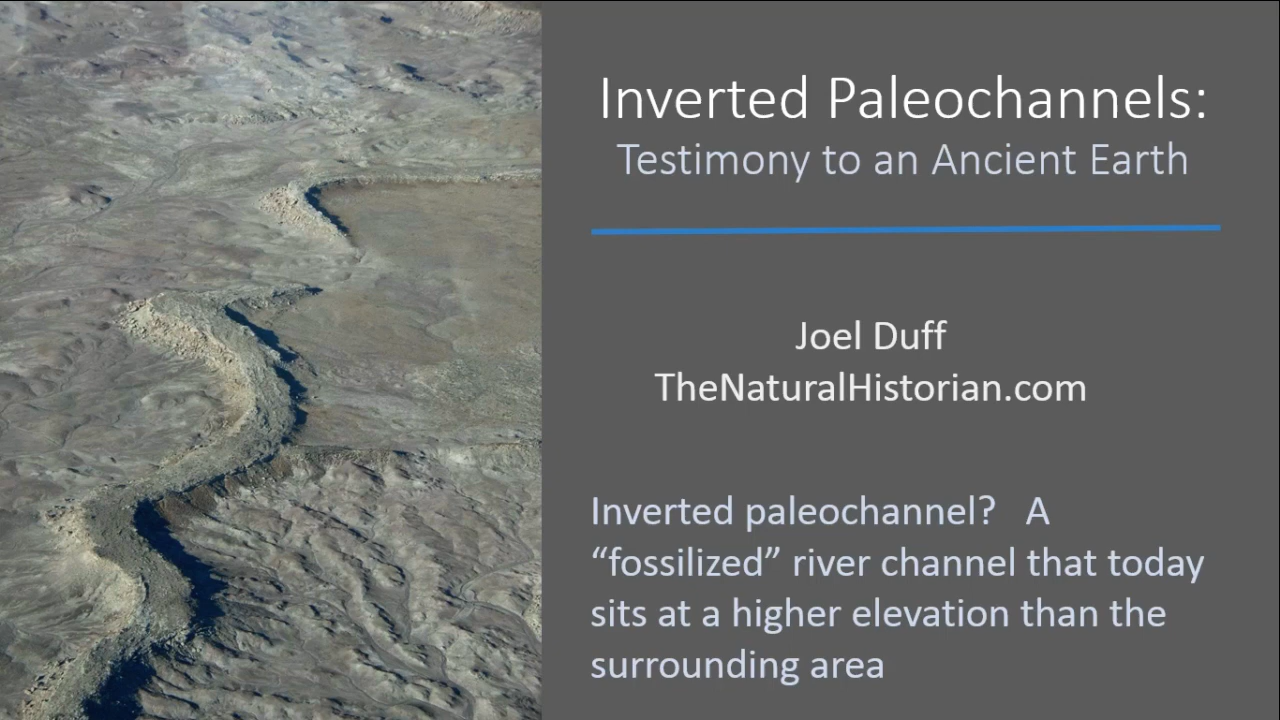 Inverted Paleochannels:
Testimony to an Ancient Earth
Joel Duff
TheNaturalHistorian.com
Inverted paleochannel? A
“fossilized” river channel that today
sits at a higher elevation than the
surrounding area